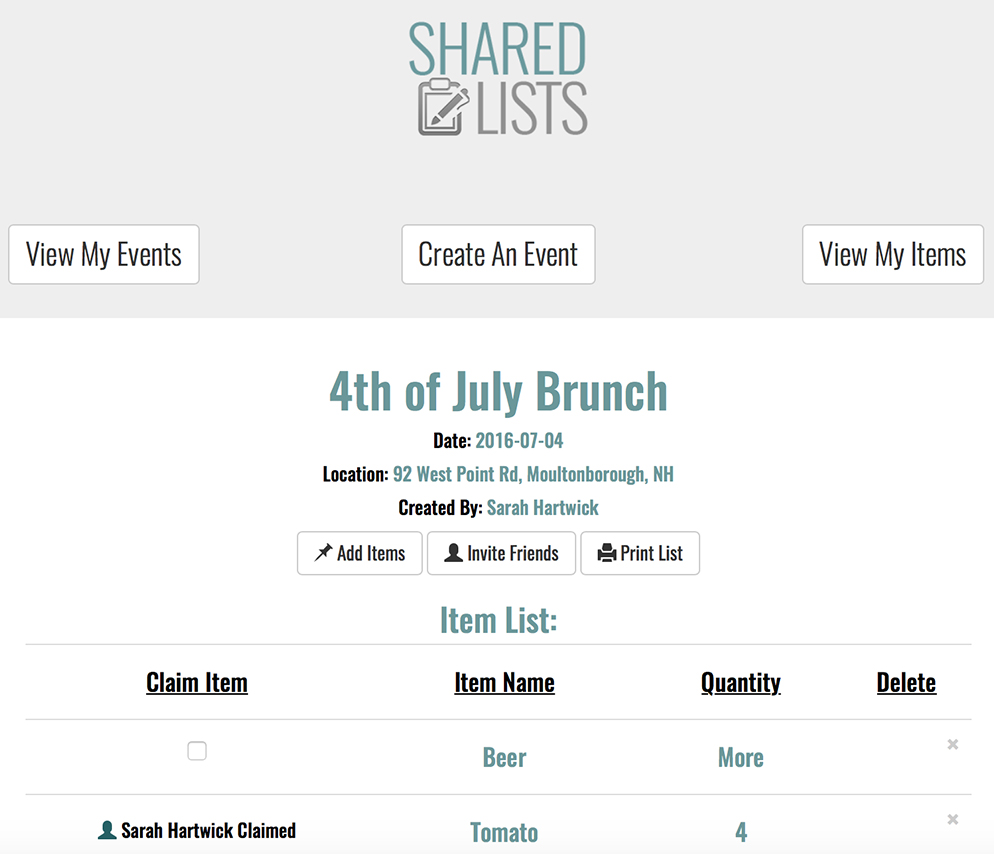 SHARED
LISTS
View My Events
Create An Event
View My Items
4th of July Brunch
Date: 2016-07-04
Location: 92 West Point Rd, Moultonborough, NH
Created By: Sarah Hartwick
Add Items
Invite Friends
Print List
Item List:
Claim Item Item Name Quantity Delete
Beer More
Sarah Hartwick Claimed Tomato 4